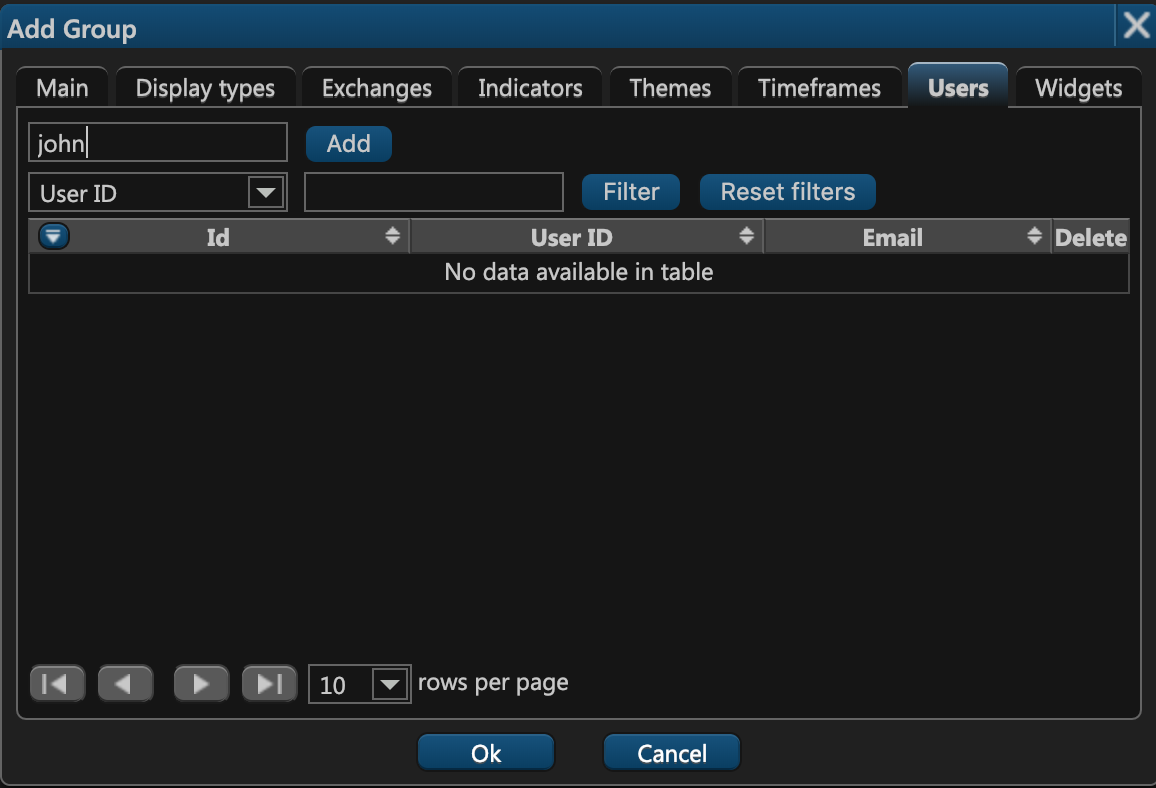 Add Group
Main Display types Exchanges Indicators Themes Timeframes Users Widgets
john Add
User ID Filter Reset filters
Id User ID Email Delete
No data available in table
10 rows per page
Ok Cancel